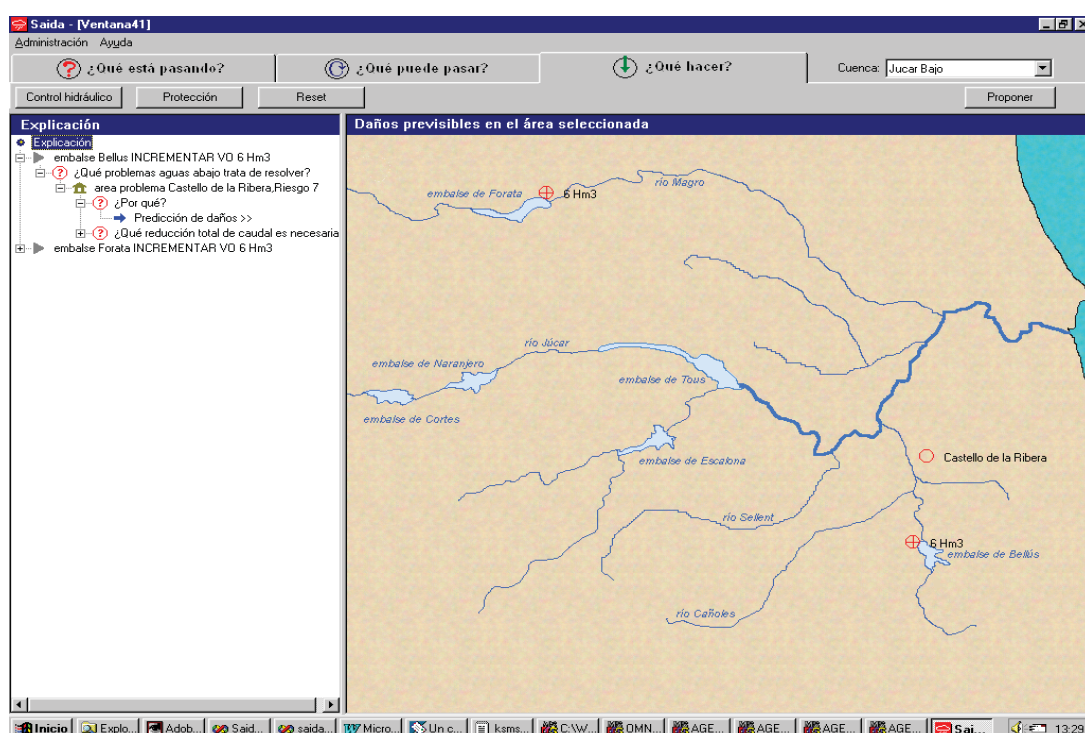 Saida - [Ventana41]
Administración Ayuda
¿Qué está pasando?
¿Qué puede pasar?
¿Qué hacer?
Cuenca: Jucar Bajo
Control hidráulico
Protección
Reset
Proponer
Explicación
Explicación
embalse Bellus INCREMENTAR VO 6 Hm3
¿Qué problemas aguas abajo trata de resolver?
area problema Castello de la Ribera,Riesgo 7
¿Por qué?
Predicción de daños >>
¿Qué reducción total de caudal es necesaria
embalse Forata INCREMENTAR VO 6 Hm3
Daños previsibles en el área seleccionada
río Magro
embalse de Forata
6 Hm3
río Júcar
embalse de Naranjero
embalse de Tous
embalse de Cortes
embalse de Escalona
Castello de la Ribera
río Sellent
6 Hm3
embalse de Bellús
río Cañoles
Inicio
Explo...
Adob...
Said...
saida...
Micro...
Un c...
ksms...
C:\W...
OMN...
AGE...
AGE...
AGE...
AGE...
Sai...
13:29